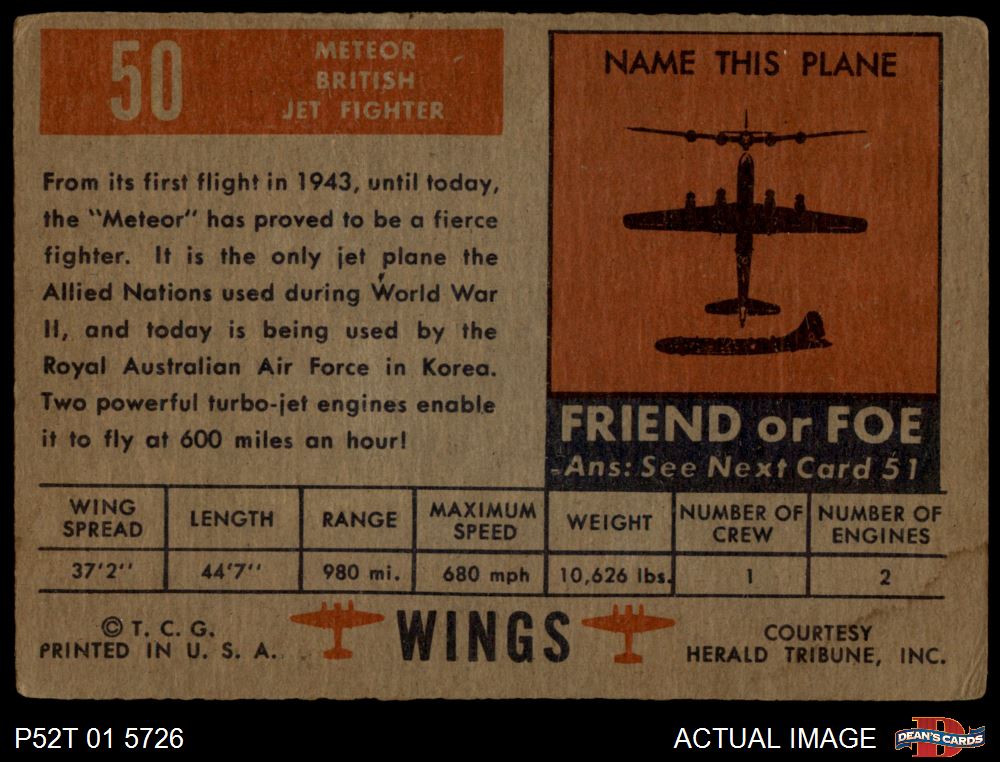 50
METEOR
BRITISH
JET FIGHTER
From its first flight in 1943, until today,
the "Meteor" has proved to be a fierce
fighter. It is the only jet plane the
Allied Nations used during World War
II, and today is being used by the
Royal Australian Air Force in Korea.
Two powerful turbo-jet engines enable
it to fly at 600 miles an hour!
NAME THIS PLANE
FRIEND or FOE
-Ans: See Next Card 51
WING SPREAD LENGTH RANGE MAXIMUM SPEED WEIGHT NUMBER OF CREW NUMBER OF ENGINES
37'2'' 44'7'' 980 mi. 680 mph 10,626 lbs. 1 2
© T. C. G.
PRINTED IN U. S. A.
WINGS
COURTESY
HERALD TRIBUNE, INC.
P52T 01 5726
ACTUAL IMAGE
D
DEAN'S CARDS